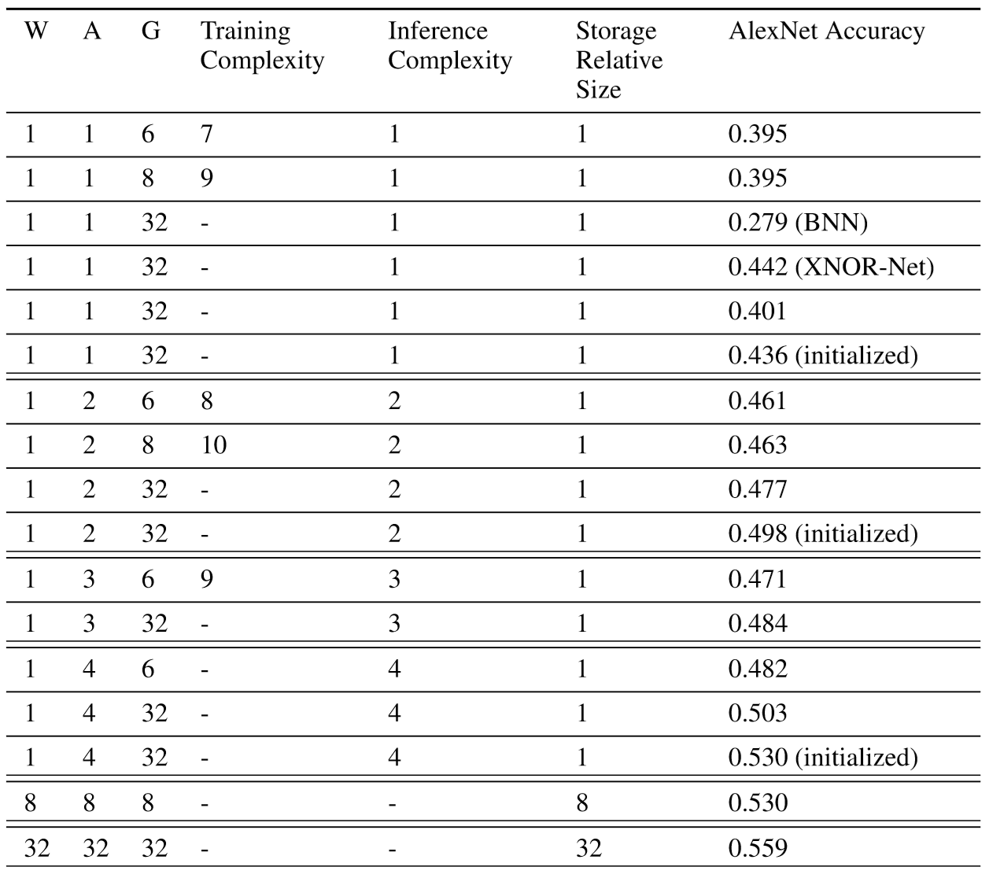 W A G Training Complexity Inference Complexity Storage Relative Size AlexNet Accuracy
1 1 6 7 1 1 0.395
1 1 8 9 1 1 0.395
1 1 32 - 1 1 0.279 (BNN)
1 1 32 - 1 1 0.442 (XNOR-Net)
1 1 32 - 1 1 0.401
1 1 32 - 1 1 0.436 (initialized)
1 2 6 8 2 1 0.461
1 2 8 10 2 1 0.463
1 2 32 - 2 1 0.477
1 2 32 - 2 1 0.498 (initialized)
1 3 6 9 3 1 0.471
1 3 32 - 3 1 0.484
1 4 6 - 4 1 0.482
1 4 32 - 4 1 0.503
1 4 32 - 4 1 0.530 (initialized)
8 8 8 - - 8 0.530
32 32 32 - - 32 0.559